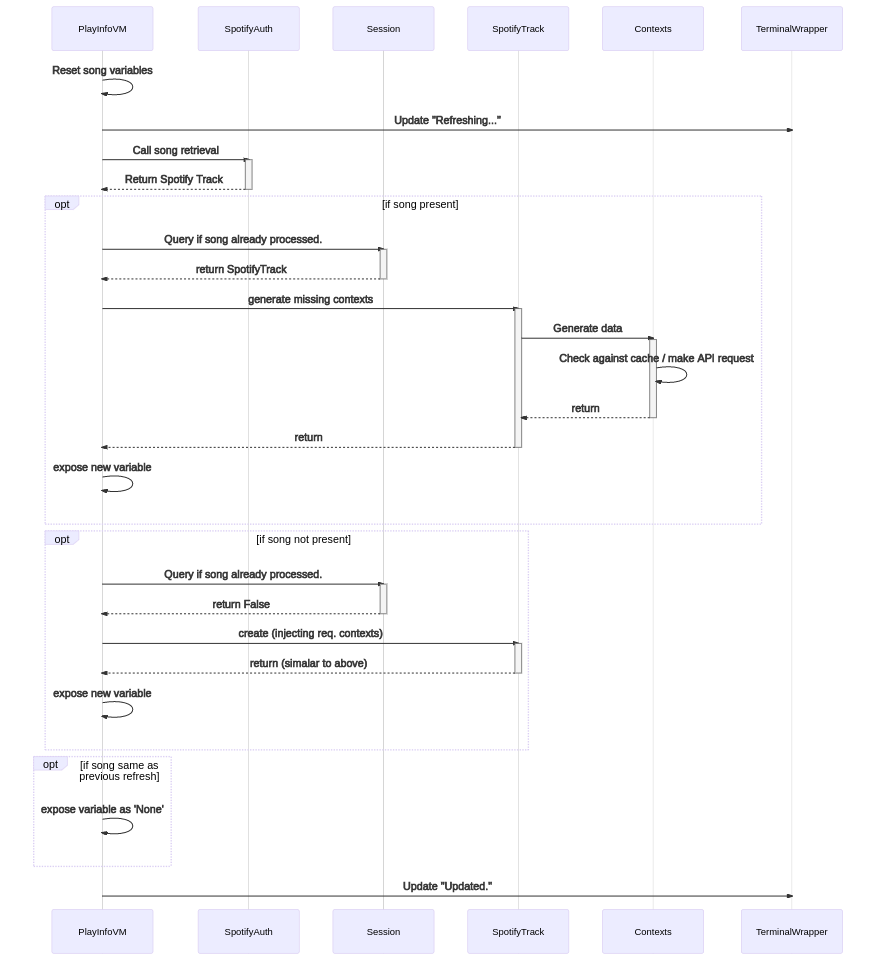 PlayInfoVM
SpotifyAuth
Session
SpotifyTrack
Contexts
TerminalWrapper
Reset song variables
Update "Refreshing..."
Call song retrieval
Return Spotify Track
opt
[if song present]
Query if song already processed.
return SpotifyTrack
generate missing contexts
Generate data
Check against cache / make API request
return
return
expose new variable
opt
[if song not present]
Query if song already processed.
return False
create (injecting req. contexts)
return (simalar to above)
expose new variable
opt
[if song same as
previous refresh]
expose variable as 'None'
Update "Updated."
PlayInfoVM
SpotifyAuth
Session
SpotifyTrack
Contexts
TerminalWrapper